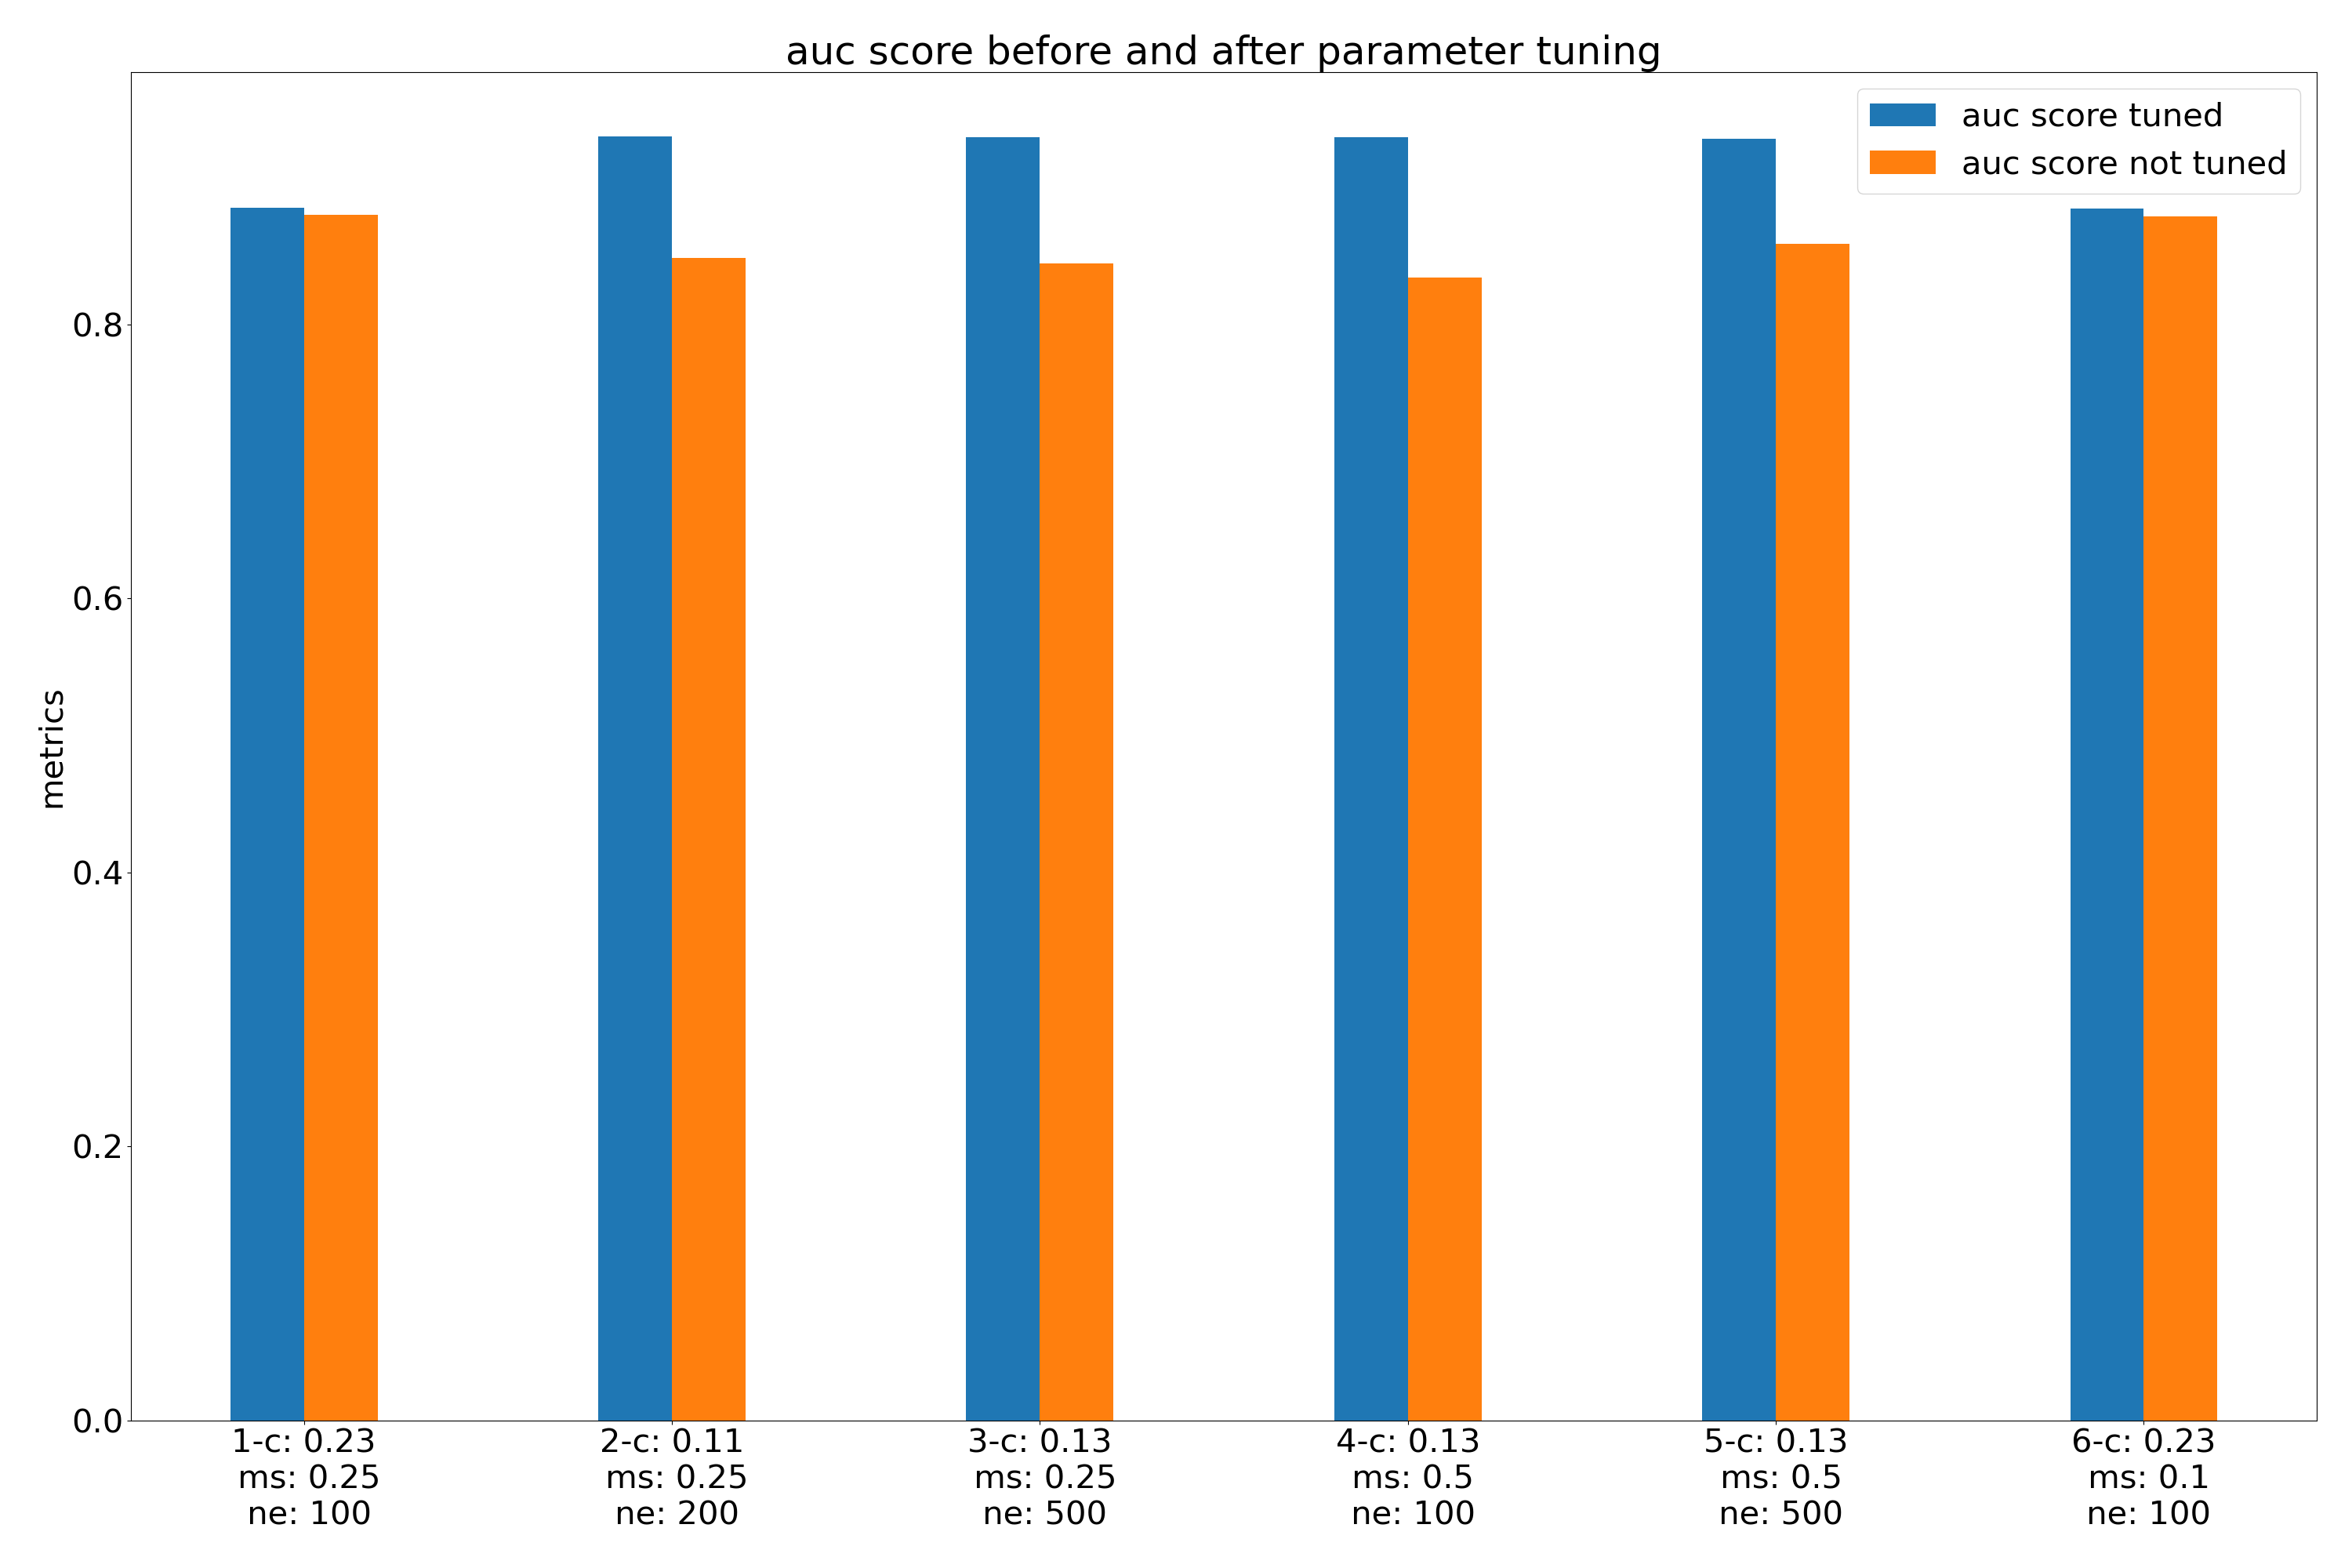 auc score before and after parameter tuning
auc score tuned
auc score not tuned
metrics
0.8
0.6
0.4
0.2
0.0
1-c: 0.23
ms: 0.25
ne: 100
2-c: 0.11
ms: 0.25
ne: 200
3-c: 0.13
ms: 0.25
ne: 500
4-c: 0.13
ms: 0.5
ne: 100
5-c: 0.13
ms: 0.5
ne: 500
6-c: 0.23
ms: 0.1
ne: 100